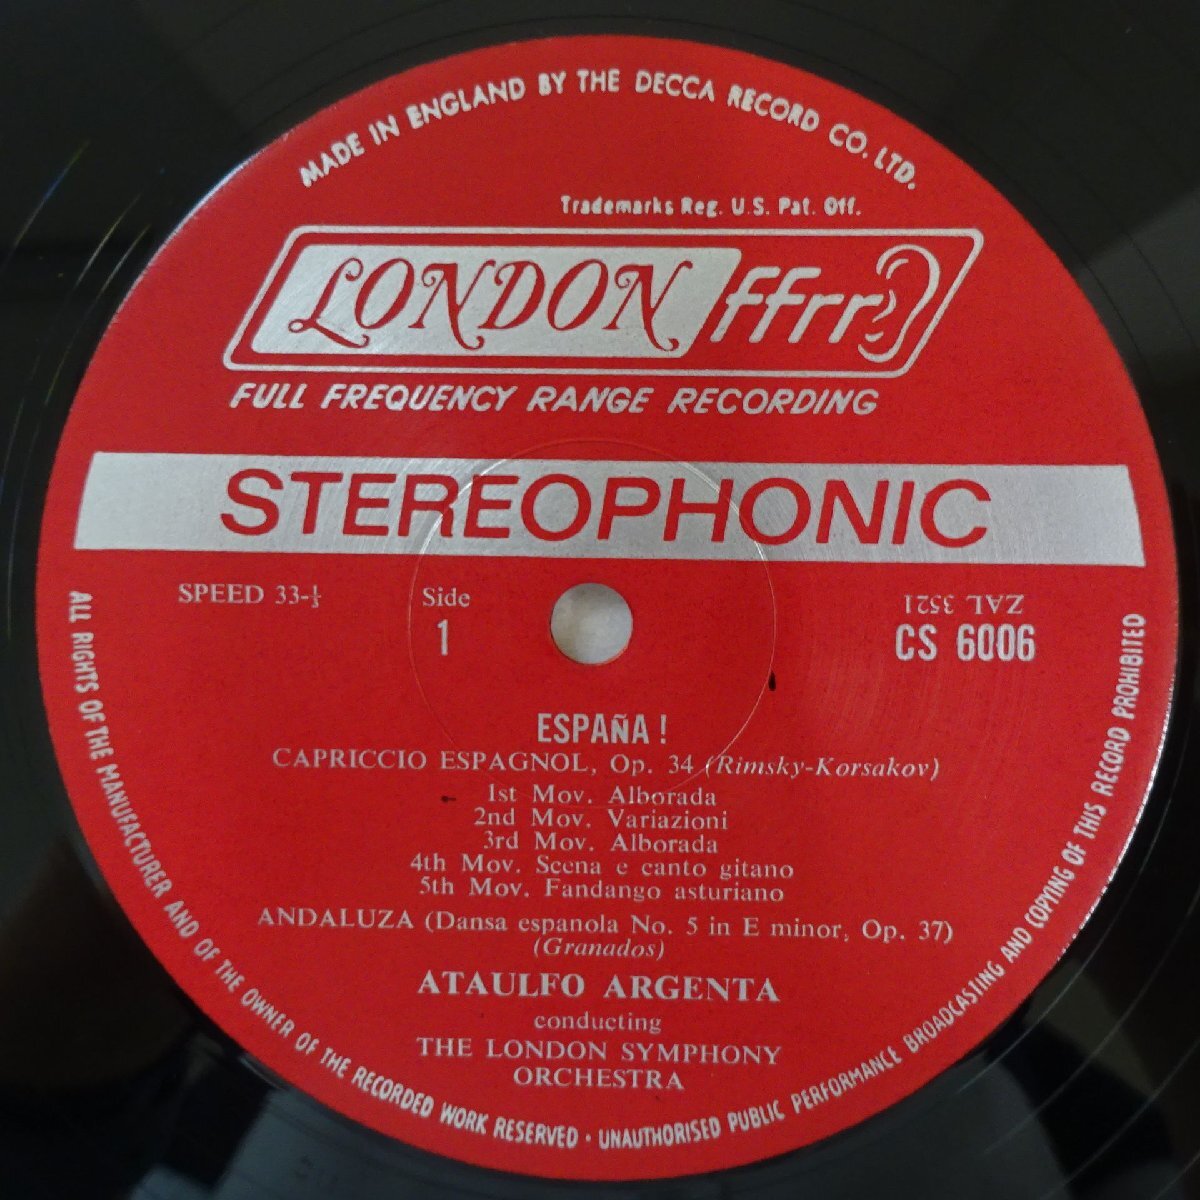 MADE IN ENGLAND BY THE DECCA RECORD CO. LTD.
Trademarks Reg. U.S. Pat. Off.
LONDON ffrr
FULL FREQUENCY RANGE RECORDING
STEREOPHONIC
SPEED 33-⅓
Side
1
ZAL 3521
CS 6006
ESPAÑA !
CAPRICCIO ESPAGNOL, Op. 34 (Rimsky-Korsakov)
1st Mov. Alborada
2nd Mov. Variazioni
3rd Mov. Alborada
4th Mov. Scena e canto gitano
5th Mov. Fandango asturiano
ANDALUZA (Dansa espanola No. 5 in E minor, Op. 37)
(Granados)
ATAULFO ARGENTA
conducting
THE LONDON SYMPHONY
ORCHESTRA
ALL RIGHTS OF THE MANUFACTURER AND OF THE OWNER OF THE RECORDED WORK RESERVED · UNAUTHORISED PUBLIC PERFORMANCE BROADCASTING AND COPYING OF THIS RECORD PROHIBITED